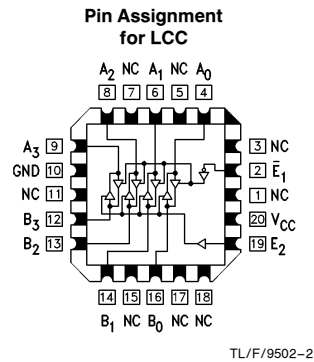 Pin Assignment
for LCC
A2 NC A1 NC A0
8 7 6 5 4
A3 9
GND 10
NC 11
B3 12
B2 13
3 NC
2 Ē1
1 NC
20 VCC
19 E2
14 15 16 17 18
B1 NC B0 NC NC
TL/F/9502-2